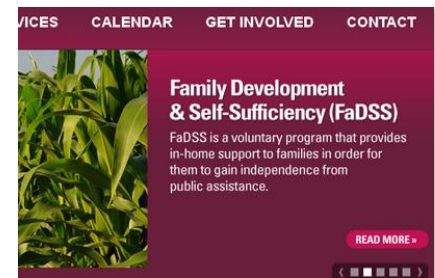 VICES CALENDAR GET INVOLVED CONTACT
Family Development
& Self-Sufficiency (FaDSS)
FaDSS is a voluntary program that provides
in-home support to families in order for
them to gain independence from
public assistance.
READ MORE »